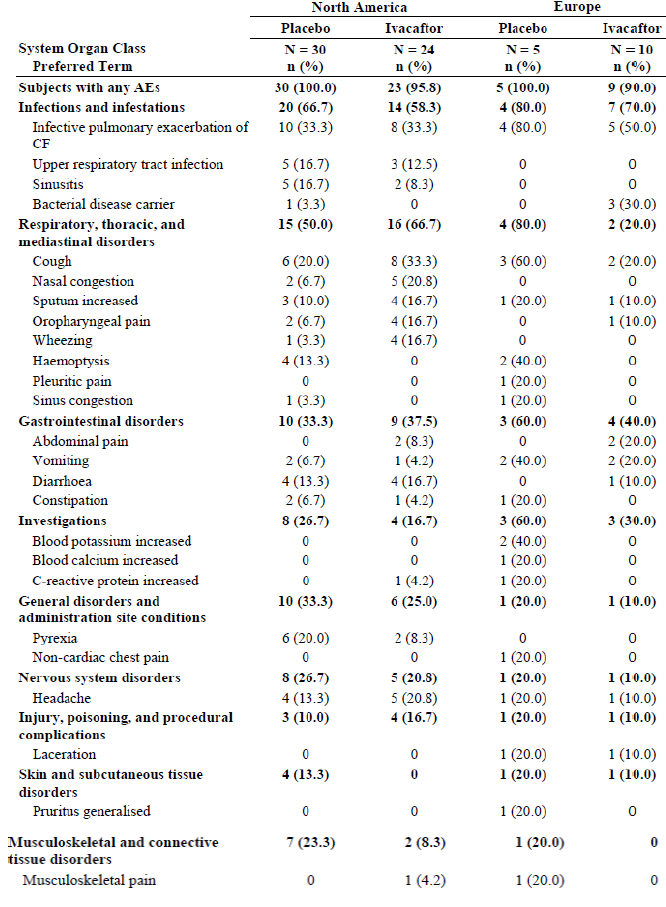 North America Europe
Placebo Ivacaftor Placebo Ivacaftor
System Organ Class N = 30 N = 24 N = 5 N = 10
Preferred Term n (%) n (%) n (%) n (%)
Subjects with any AEs 30 (100.0) 23 (95.8) 5 (100.0) 9 (90.0)
Infections and infestations 20 (66.7) 14 (58.3) 4 (80.0) 7 (70.0)
Infective pulmonary exacerbation of 10 (33.3) 8 (33.3) 4 (80.0) 5 (50.0)
CF
Upper respiratory tract infection 5 (16.7) 3 (12.5) 0 0
Sinusitis 5 (16.7) 2 (8.3) 0 0
Bacterial disease carrier 1 (3.3) 0 0 3 (30.0)
Respiratory, thoracic, and 15 (50.0) 16 (66.7) 4 (80.0) 2 (20.0)
mediastinal disorders
Cough 6 (20.0) 8 (33.3) 3 (60.0) 2 (20.0)
Nasal congestion 2 (6.7) 5 (20.8) 0 0
Sputum increased 3 (10.0) 4 (16.7) 1 (20.0) 1 (10.0)
Oropharyngeal pain 2 (6.7) 4 (16.7) 0 1 (10.0)
Wheezing 1 (3.3) 4 (16.7) 0 0
Haemoptysis 4 (13.3) 0 2 (40.0) 0
Pleuritic pain 0 0 1 (20.0) 0
Sinus congestion 1 (3.3) 0 1 (20.0) 0
Gastrointestinal disorders 10 (33.3) 9 (37.5) 3 (60.0) 4 (40.0)
Abdominal pain 0 2 (8.3) 0 2 (20.0)
Vomiting 2 (6.7) 1 (4.2) 2 (40.0) 2 (20.0)
Diarrhoea 4 (13.3) 4 (16.7) 0 1 (10.0)
Constipation 2 (6.7) 1 (4.2) 1 (20.0) 0
Investigations 8 (26.7) 4 (16.7) 3 (60.0) 3 (30.0)
Blood potassium increased 0 0 2 (40.0) 0
Blood calcium increased 0 0 1 (20.0) 0
C-reactive protein increased 0 1 (4.2) 1 (20.0) 0
General disorders and 10 (33.3) 6 (25.0) 1 (20.0) 1 (10.0)
administration site conditions
Pyrexia 6 (20.0) 2 (8.3) 0 0
Non-cardiac chest pain 0 0 1 (20.0) 0
Nervous system disorders 8 (26.7) 5 (20.8) 1 (20.0) 1 (10.0)
Headache 4 (13.3) 5 (20.8) 1 (20.0) 1 (10.0)
Injury, poisoning, and procedural 3 (10.0) 4 (16.7) 1 (20.0) 1 (10.0)
complications
Laceration 0 0 1 (20.0) 1 (10.0)
Skin and subcutaneous tissue 4 (13.3) 0 1 (20.0) 1 (10.0)
disorders
Pruritus generalised 0 0 1 (20.0) 0
Musculoskeletal and connective 7 (23.3) 2 (8.3) 1 (20.0) 0
tissue disorders
Musculoskeletal pain 0 1 (4.2) 1 (20.0) 0